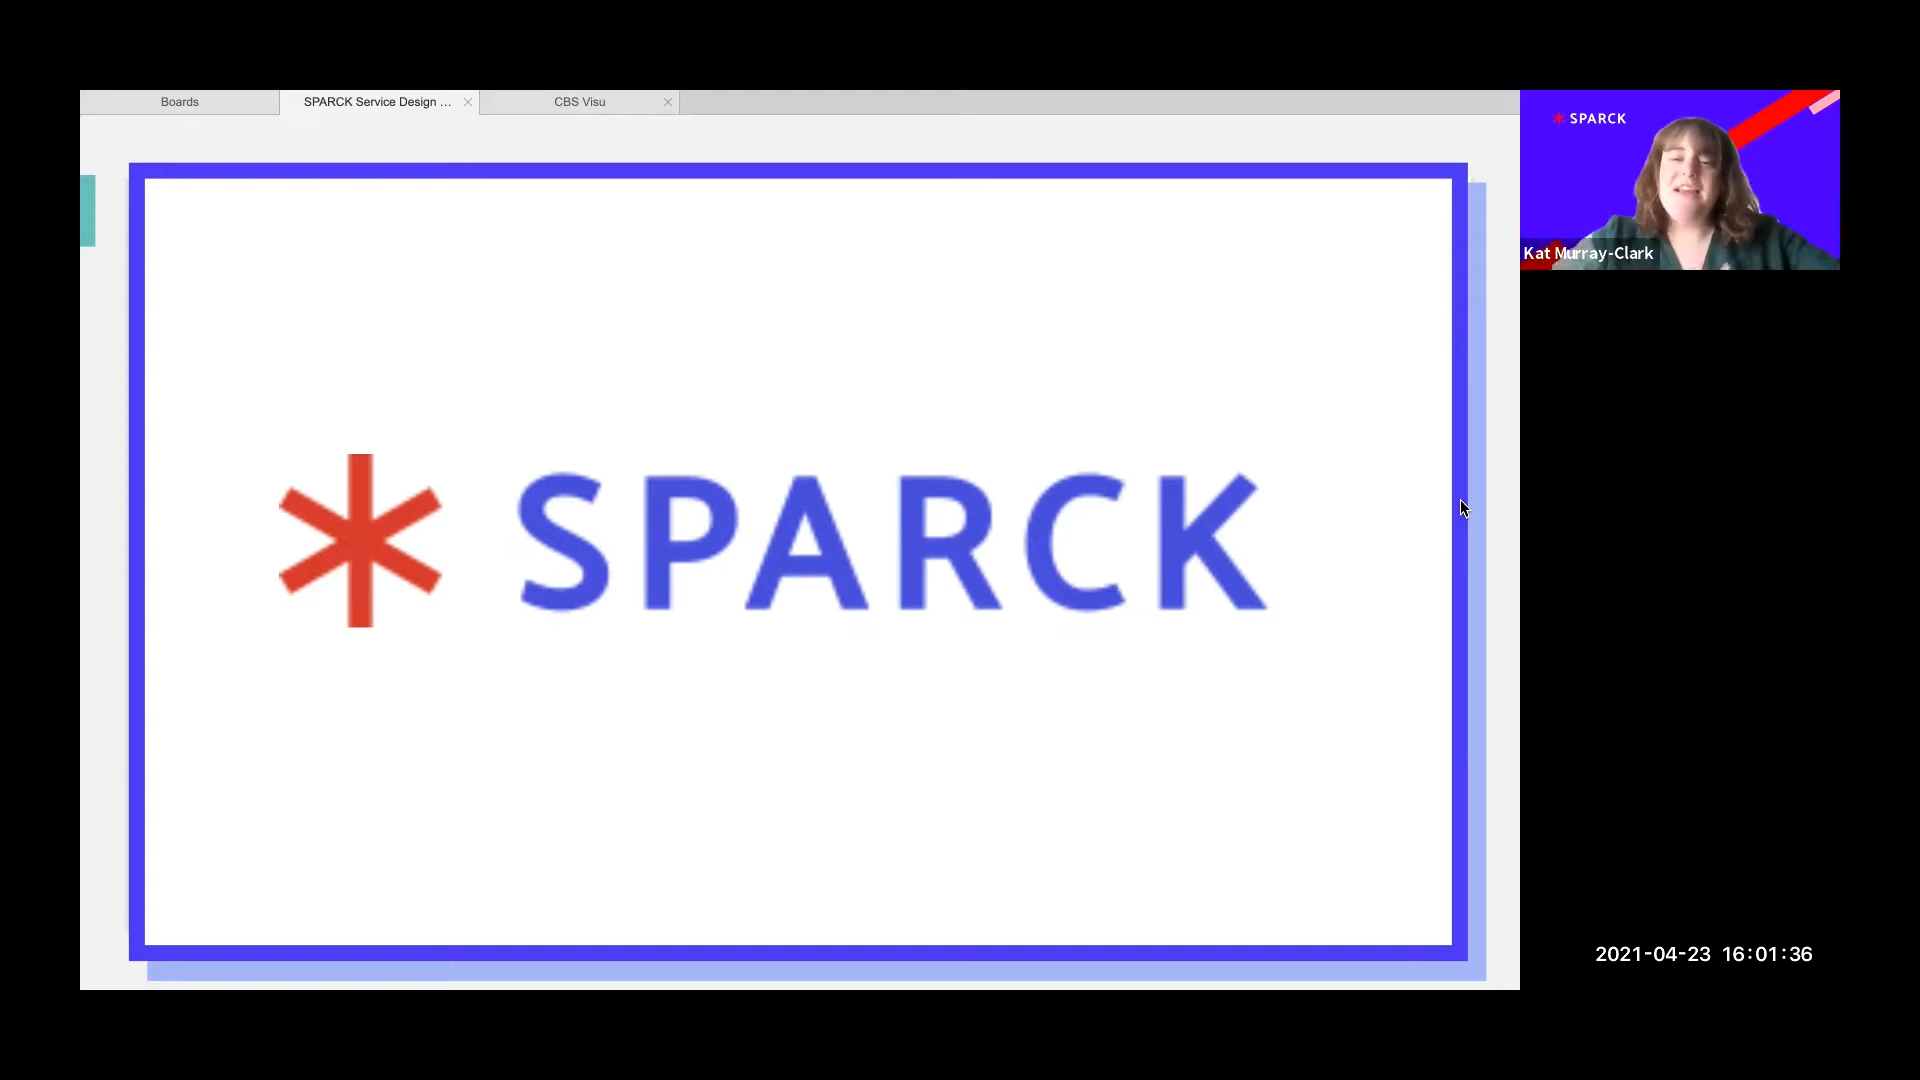 Boards
SPARCK Service Design ...
CBS Visu
SPARCK
Kat Murray-Clark
SPARCK
2021-04-23 16:01:36